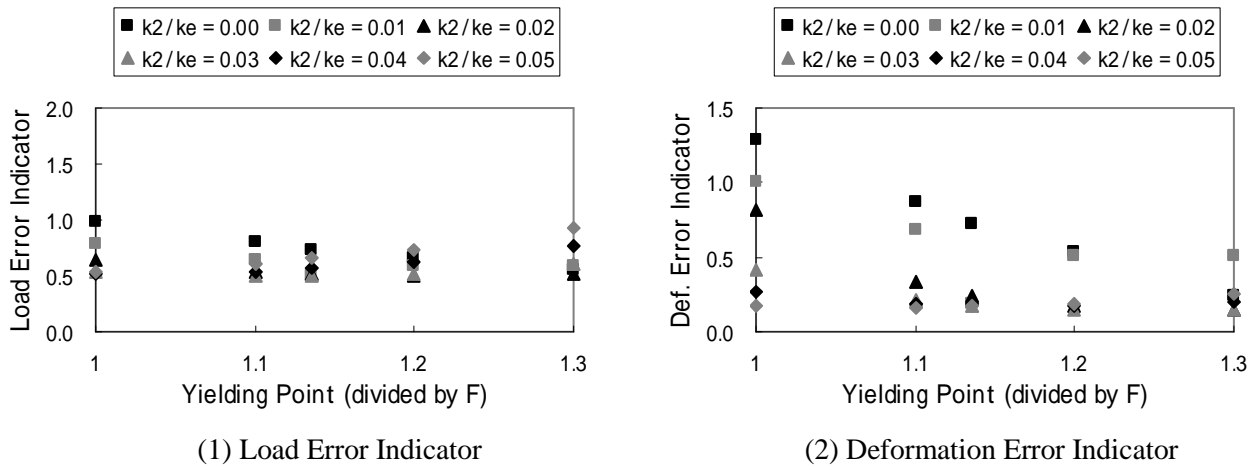 k2/ke = 0.00 k2/ke = 0.01 k2/ke = 0.02
k2/ke = 0.03 k2/ke = 0.04 k2/ke = 0.05
Load Error Indicator
2.0
1.5
1.0
0.5
0.0
1 1.1 1.2 1.3
Yielding Point (divided by F)
(1) Load Error Indicator
k2/ke = 0.00 k2/ke = 0.01 k2/ke = 0.02
k2/ke = 0.03 k2/ke = 0.04 k2/ke = 0.05
Def. Error Indicator
1.5
1.0
0.5
0.0
1 1.1 1.2 1.3
Yielding Point (divided by F)
(2) Deformation Error Indicator